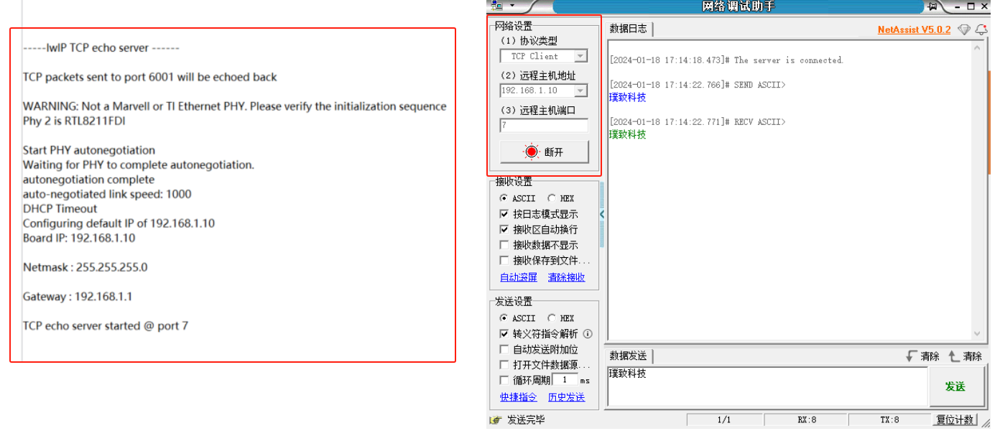 -----lwIP TCP echo server ------
TCP packets sent to port 6001 will be echoed back
WARNING: Not a Marvell or TI Ethernet PHY. Please verify the initialization sequence
Phy 2 is RTL8211FDI
Start PHY autonegotiation
Waiting for PHY to complete autonegotiation.
autonegotiation complete
auto-negotiated link speed: 1000
DHCP Timeout
Configuring default IP of 192.168.1.10
Board IP: 192.168.1.10
Netmask : 255.255.255.0
Gateway : 192.168.1.1
TCP echo server started @ port 7
网络调试助手
网络设置
(1) 协议类型
TCP Client
(2) 远程主机地址
192.168.1.10
(3) 远程主机端口
7
断开
接收设置
ASCII HEX
按日志模式显示
接收区自动换行
接收数据不显示
接收保存到文件...
自动滚屏 清除接收
发送设置
ASCII HEX
转义符指令解析
自动发送附加位
打开文件数据源...
循环周期 1 ms
快捷指令 历史发送
数据日志
NetAssist V5.0.2
[2024-01-18 17:14:18.473]# The server is connected.
[2024-01-18 17:14:22.766]# SEND ASCII>
璞致科技
[2024-01-18 17:14:22.771]# RECV ASCII>
璞致科技
数据发送 清除 清除
璞致科技
发送
发送完毕 1/1 RX:8 TX:8 复位计数